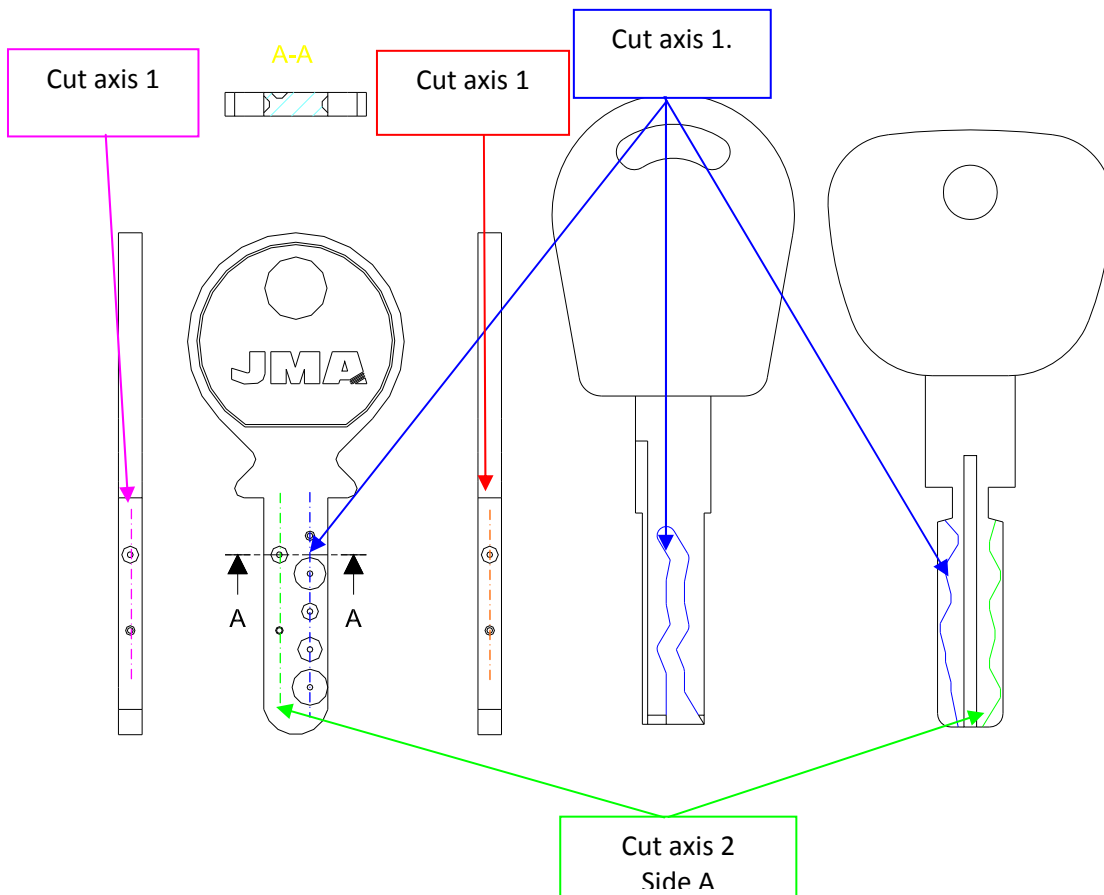 Cut axis 1.
Cut axis 1
A-A
Cut axis 1
JMA
A
A
Cut axis 2
Side A